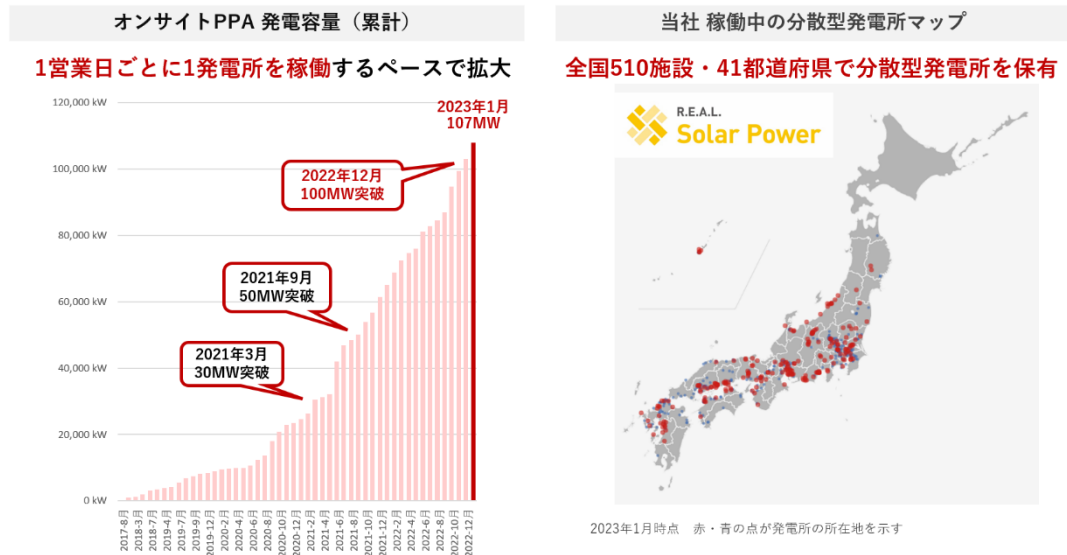 オンサイトPPA 発電容量（累計）
1営業日ごとに1発電所を稼働するペースで拡大
120,000 kW
100,000 kW
80,000 kW
60,000 kW
40,000 kW
20,000 kW
0 kW
2023年1月
107MW
2022年12月
100MW突破
2021年9月
50MW突破
2021年3月
30MW突破
2017-8月
2018-3月
2018-7月
2019-4月
2019-7月
2019-9月
2019-12月
2020-2月
2020-4月
2020-6月
2020-8月
2020-10月
2020-12月
2021-2月
2021-4月
2021-6月
2021-8月
2021-10月
2021-12月
2022-2月
2022-4月
2022-6月
2022-8月
2022-10月
2022-12月
当社 稼働中の分散型発電所マップ
全国510施設・41都道府県で分散型発電所を保有
R.E.A.L.
Solar Power
2023年1月時点　赤・青の点が発電所の所在地を示す